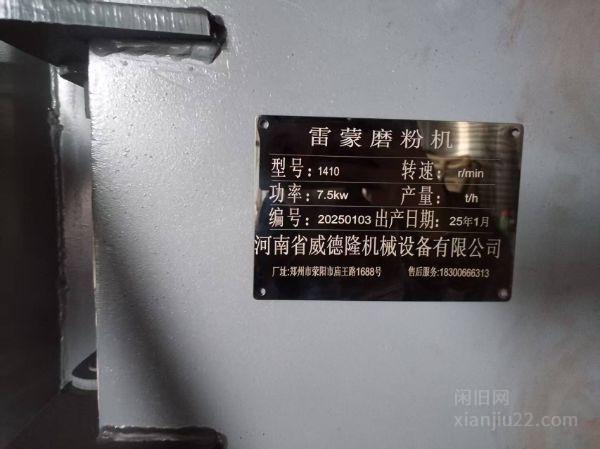 雷蒙磨粉机
型号: 1410 转速: r/min
功率: 7.5kw 产量: t/h
编号: 20250103 出产日期: 25年1月
河南省威德隆机械设备有限公司
厂址:郑州市荥阳市庙王路1688号 售后服务:18300666313
闲旧网
xianjiu22.com